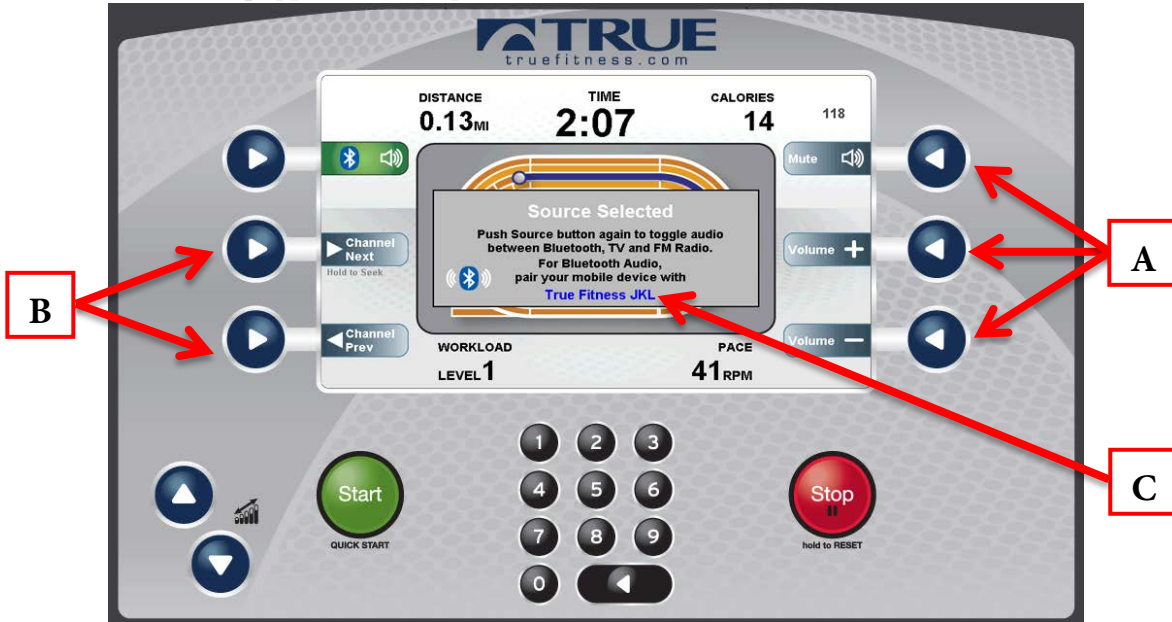 TRUE
truefitness.com
DISTANCE TIME CALORIES
0.13MI 2:07 14 118
Mute
Source Selected
Push Source button again to toggle audio
between Bluetooth, TV and FM Radio.
For Bluetooth Audio,
pair your mobile device with
True Fitness JKL
Channel
Next
Hold to Seek
Volume +
Channel
Prev
Volume −
A
B
WORKLOAD PACE
LEVEL1 41RPM
C
1 2 3
Start
QUICK START
4 5 6
Stop
hold to RESET
7 8 9
0